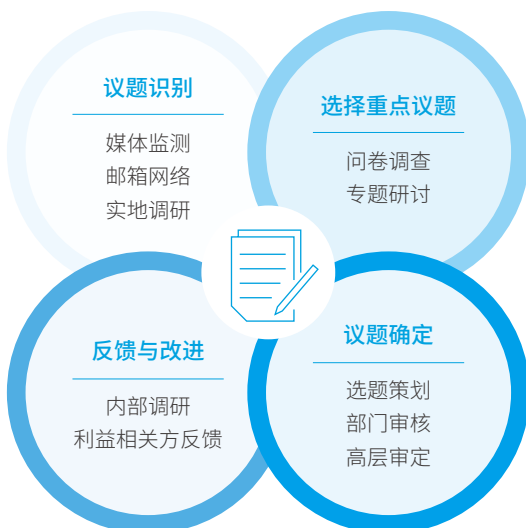 议题识别
媒体监测
邮箱网络
实地调研
选择重点议题
问卷调查
专题研讨
反馈与改进
内部调研
利益相关方反馈
议题确定
选题策划
部门审核
高层审定